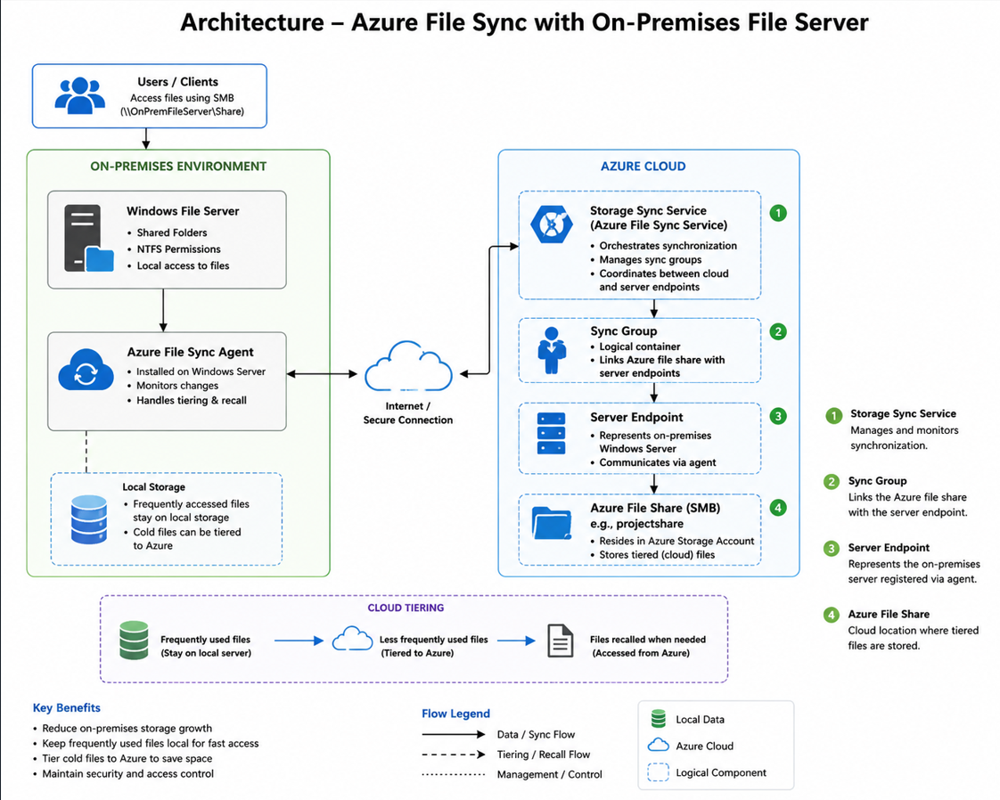 Architecture – Azure File Sync with On-Premises File Server
Users / Clients
Access files using SMB
(\\OnPremFileServer\Share)
ON-PREMISES ENVIRONMENT
Windows File Server
• Shared Folders
• NTFS Permissions
• Local access to files
Azure File Sync Agent
• Installed on Windows Server
• Monitors changes
• Handles tiering & recall
Local Storage
• Frequently accessed files
stay on local storage
• Cold files can be tiered
to Azure
Internet /
Secure Connection
AZURE CLOUD
Storage Sync Service
(Azure File Sync Service)
• Orchestrates synchronization
• Manages sync groups
• Coordinates between cloud
and server endpoints
1
Sync Group
• Logical container
• Links Azure file share with
server endpoints
2
Server Endpoint
• Represents on-premises
Windows Server
• Communicates via agent
3
Azure File Share (SMB)
e.g., projectshare
• Resides in Azure Storage Account
• Stores tiered (cloud) files
4
1 Storage Sync Service
Manages and monitors
synchronization.
2 Sync Group
Links the Azure file share
with the server endpoint.
3 Server Endpoint
Represents the on-premises
server registered via agent.
4 Azure File Share
Cloud location where tiered
files are stored.
CLOUD TIERING
Frequently used files
(Stay on local server)
Less frequently used files
(Tiered to Azure)
Files recalled when needed
(Accessed from Azure)
Key Benefits
• Reduce on-premises storage growth
• Keep frequently used files local for fast access
• Tier cold files to Azure to save space
• Maintain security and access control
Flow Legend
Data / Sync Flow
Tiering / Recall Flow
Management / Control
Local Data
Azure Cloud
Logical Component